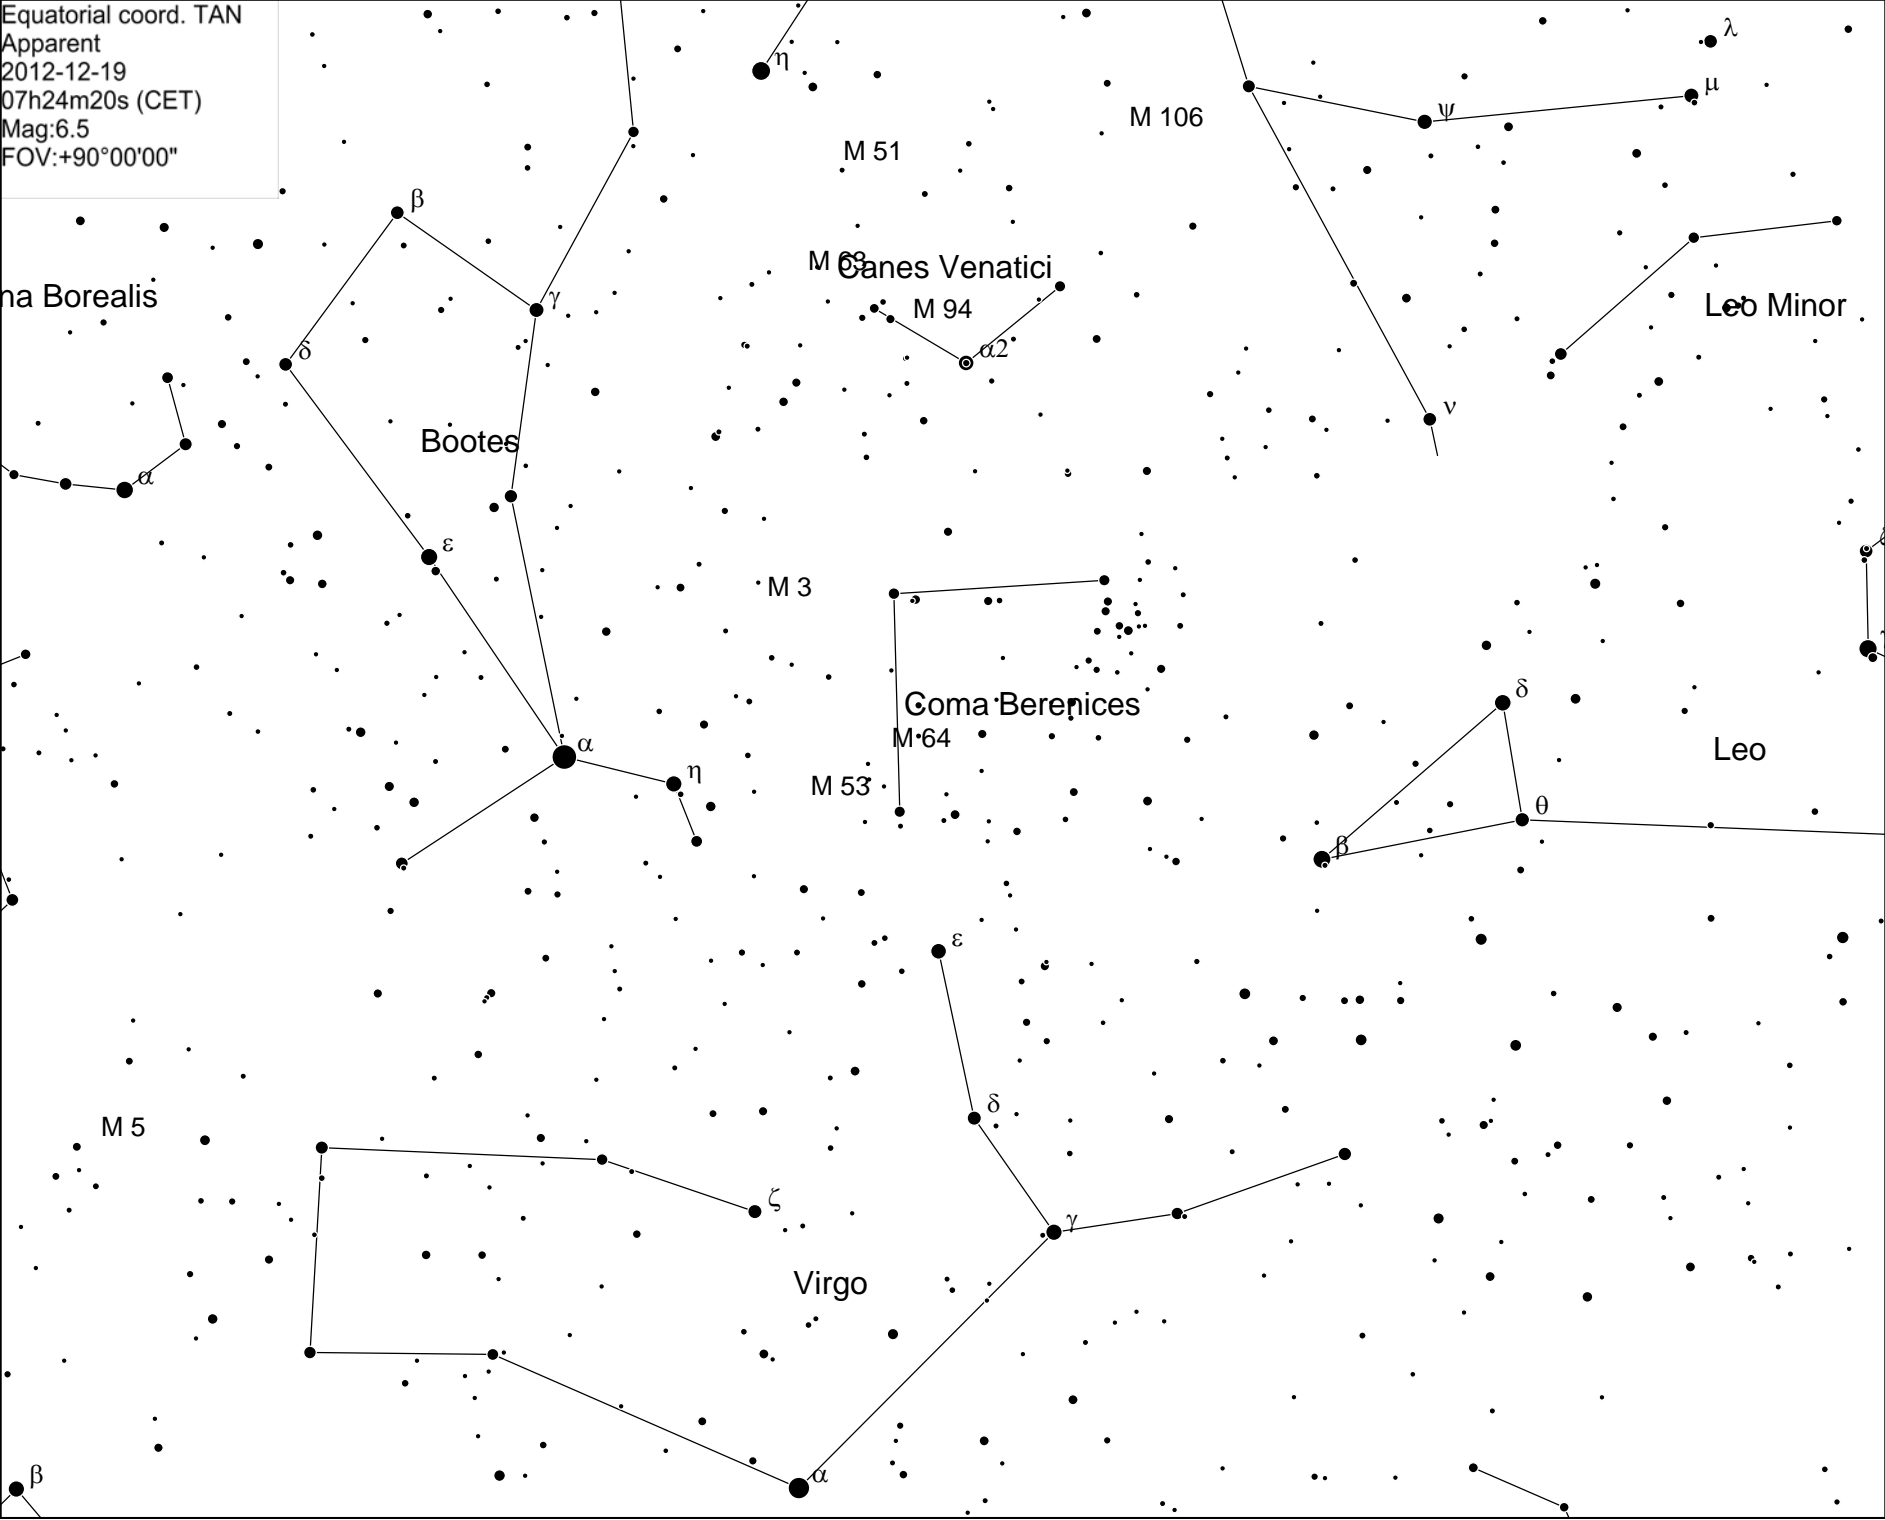 Equatorial coord. TAN
Apparent
2012-12-19
07h24m20s (CET)
Mag:6.5
FOV:+90°00'00"
λ
η
μ
ψ
M 106
M 51
β
M 63
Canes Venatici
na Borealis
γ
M 94
Leo Minor
δ
α2
ν
Bootes
α
ε
M 3
δ
Coma Berenices
M 64
α
Leo
η
M 53
θ
β
ε
δ
M 5
ζ
γ
Virgo
β
α